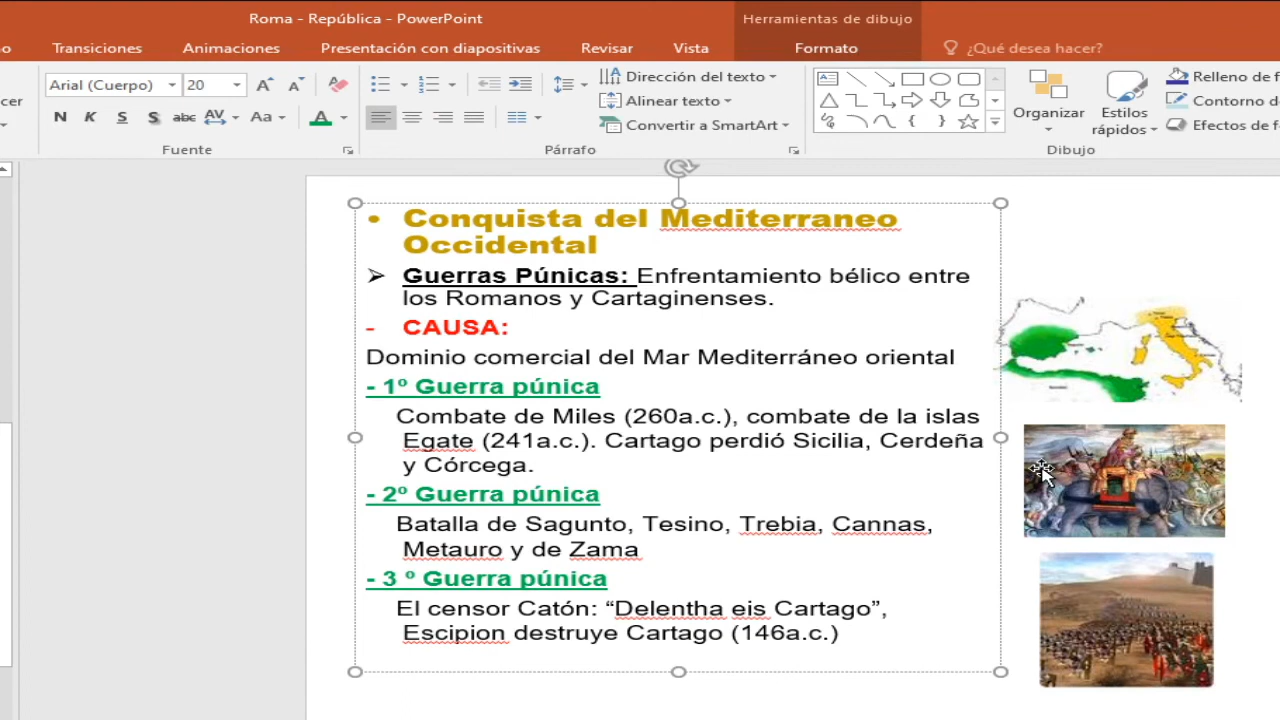 Roma - República - PowerPoint
Herramientas de dibujo
Transiciones Animaciones Presentación con diapositivas Revisar Vista Formato ¿Qué desea hacer?
Arial (Cuerpo) 20
Dirección del texto
Alinear texto
Convertir a SmartArt
N K S S abc AV Aa A
Organizar
Estilos rápidos
Relleno de f
Contorno d
Efectos de f
Fuente Párrafo Dibujo
• Conquista del Mediterraneo
Occidental
➢ Guerras Púnicas: Enfrentamiento bélico entre
los Romanos y Cartaginenses.
- CAUSA:
Dominio comercial del Mar Mediterráneo oriental
- 1º Guerra púnica
Combate de Miles (260a.c.), combate de la islas
Egate (241a.c.). Cartago perdió Sicilia, Cerdeña
y Córcega.
- 2º Guerra púnica
Batalla de Sagunto, Tesino, Trebia, Cannas,
Metauro y de Zama
- 3 º Guerra púnica
El censor Catón: “Delentha eis Cartago”,
Escipion destruye Cartago (146a.c.)